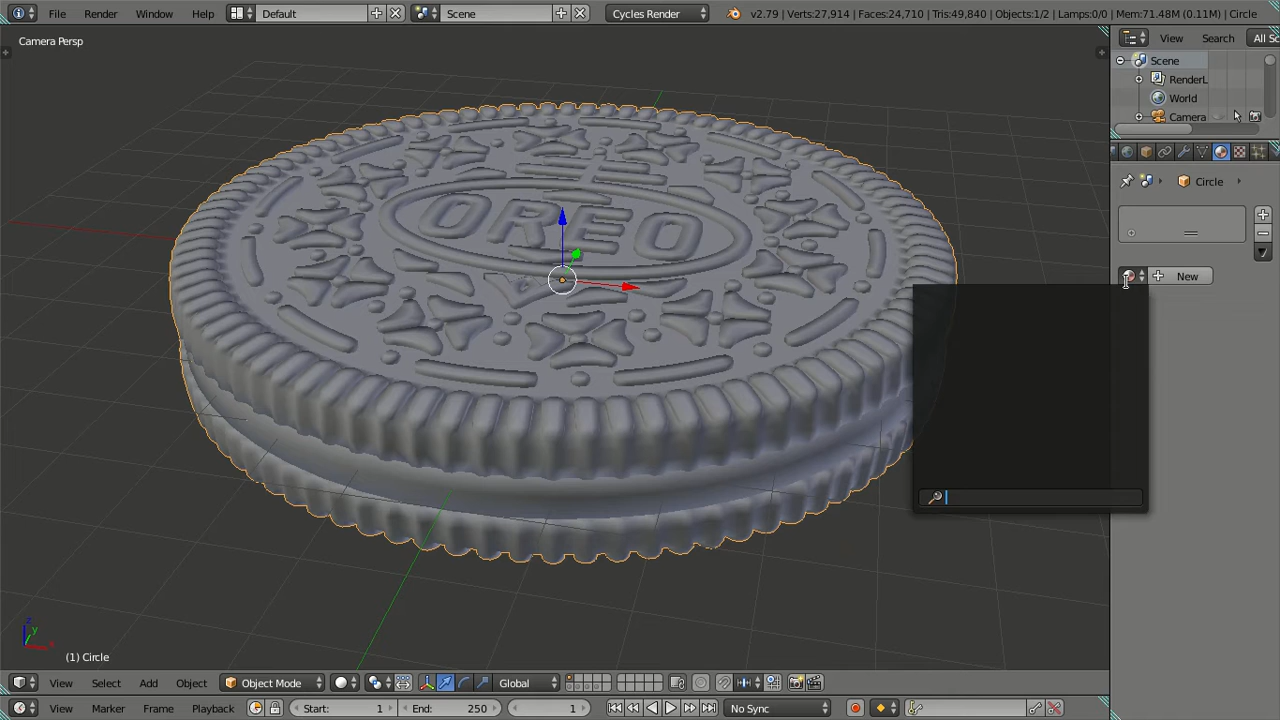 File Render Window Help Default Scene Cycles Render v2.79 | Verts:27,914 | Faces:24,710 | Tris:49,840 | Objects:1/2 | Lamps:0/0 | Mem:71.48M (0.11M) | Circle
Camera Persp
View Search All Sc
Scene
RenderL
World
Camera
Circle
OREO
New
(1) Circle
View Select Add Object Object Mode Global
View Marker Frame Playback Start: 1 End: 250 1 No Sync